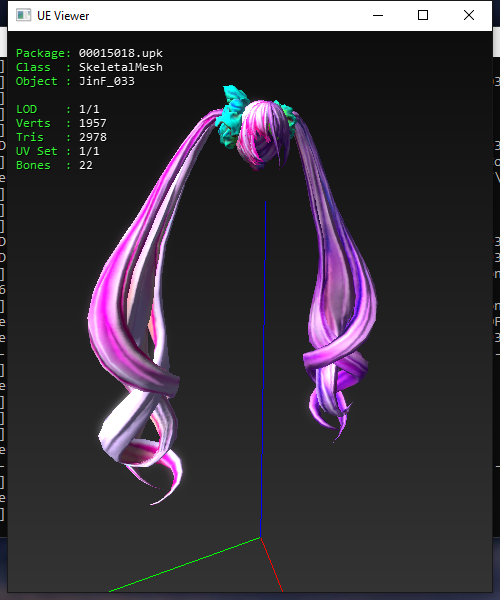 UE Viewer
Package: 00015018.upk
Class : SkeletalMesh
Object : JinF_033
LOD : 1/1
Verts : 1957
Tris : 2978
UV Set : 1/1
Bones : 22